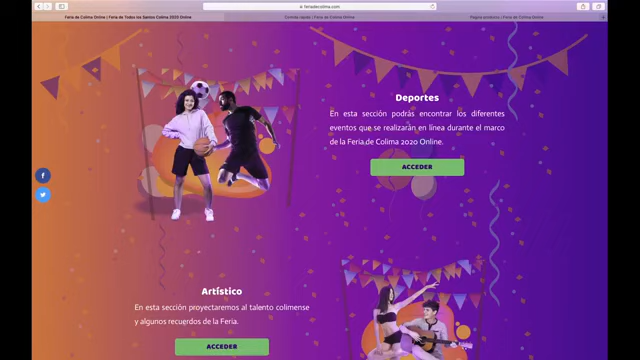 feriadecolima.com
Feria de Colima Online | Feria de Todos los Santos Colima 2020 Online
Comida rápida | Feria de Colima Online
Página productos | Feria de Colima Online
Deportes
En esta sección podrás encontrar los diferentes
eventos que se realizarán en línea durante el marco
de la Feria de Colima 2020 Online.
ACCEDER
Artístico
En esta sección proyectaremos al talento colimense
y algunos recuerdos de la Feria.
ACCEDER